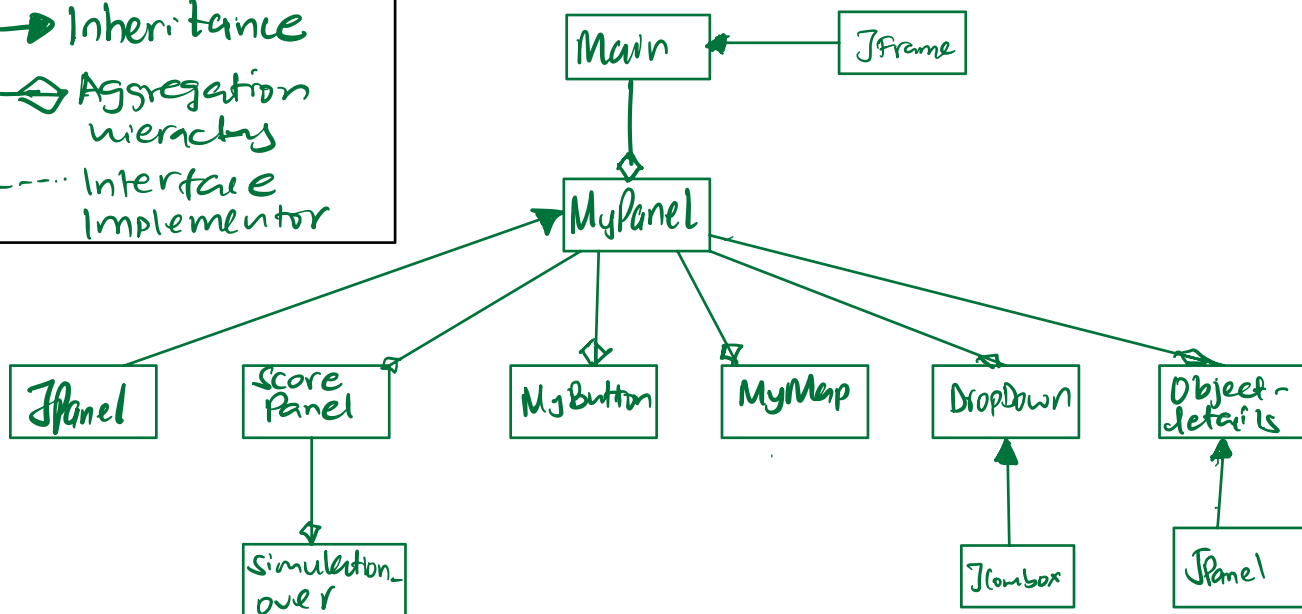 Inheritance
Aggregation
hierachy
Interface
Implementor
Main
JFrame
MyPanel
JPanel
Score
Panel
MyButton
MyMap
DropDown
Object-
details
simulation_
over
JCombox
JPanel